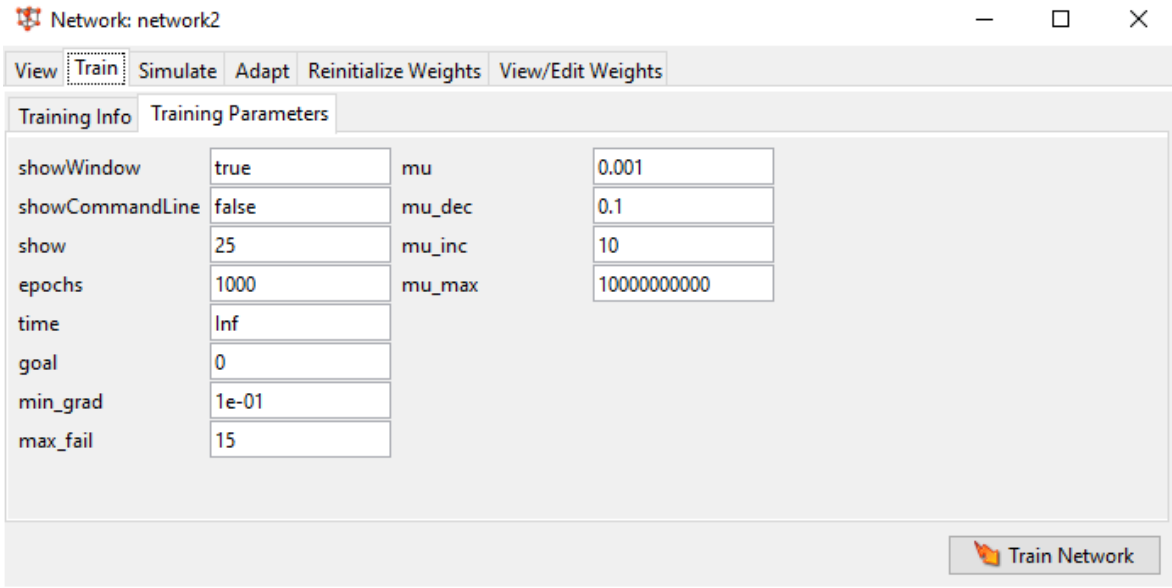 Network: network2
View Train Simulate Adapt Reinitialize Weights View/Edit Weights
Training Info Training Parameters
showWindow true mu 0.001
showCommandLine false mu_dec 0.1
show 25 mu_inc 10
epochs 1000 mu_max 10000000000
time Inf
goal 0
min_grad 1e-01
max_fail 15
Train Network